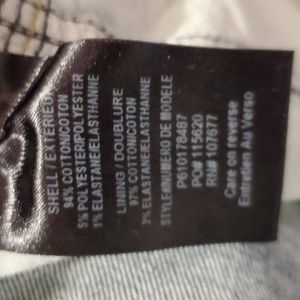 SHELL / EXTERIEUR
94% COTTON/COTON
5% POLYESTER/POLYESTER
1% ELASTANE/ELASTHANNE
LINING / DOUBLURE
97% COTTON/COTON
3% ELASTANE/ELASTHANNE
STYLE#/NUMERO DE MODELE
P61017848T
PO# 115620
RN# 107677
Care on reverse
Entretien Au Verso